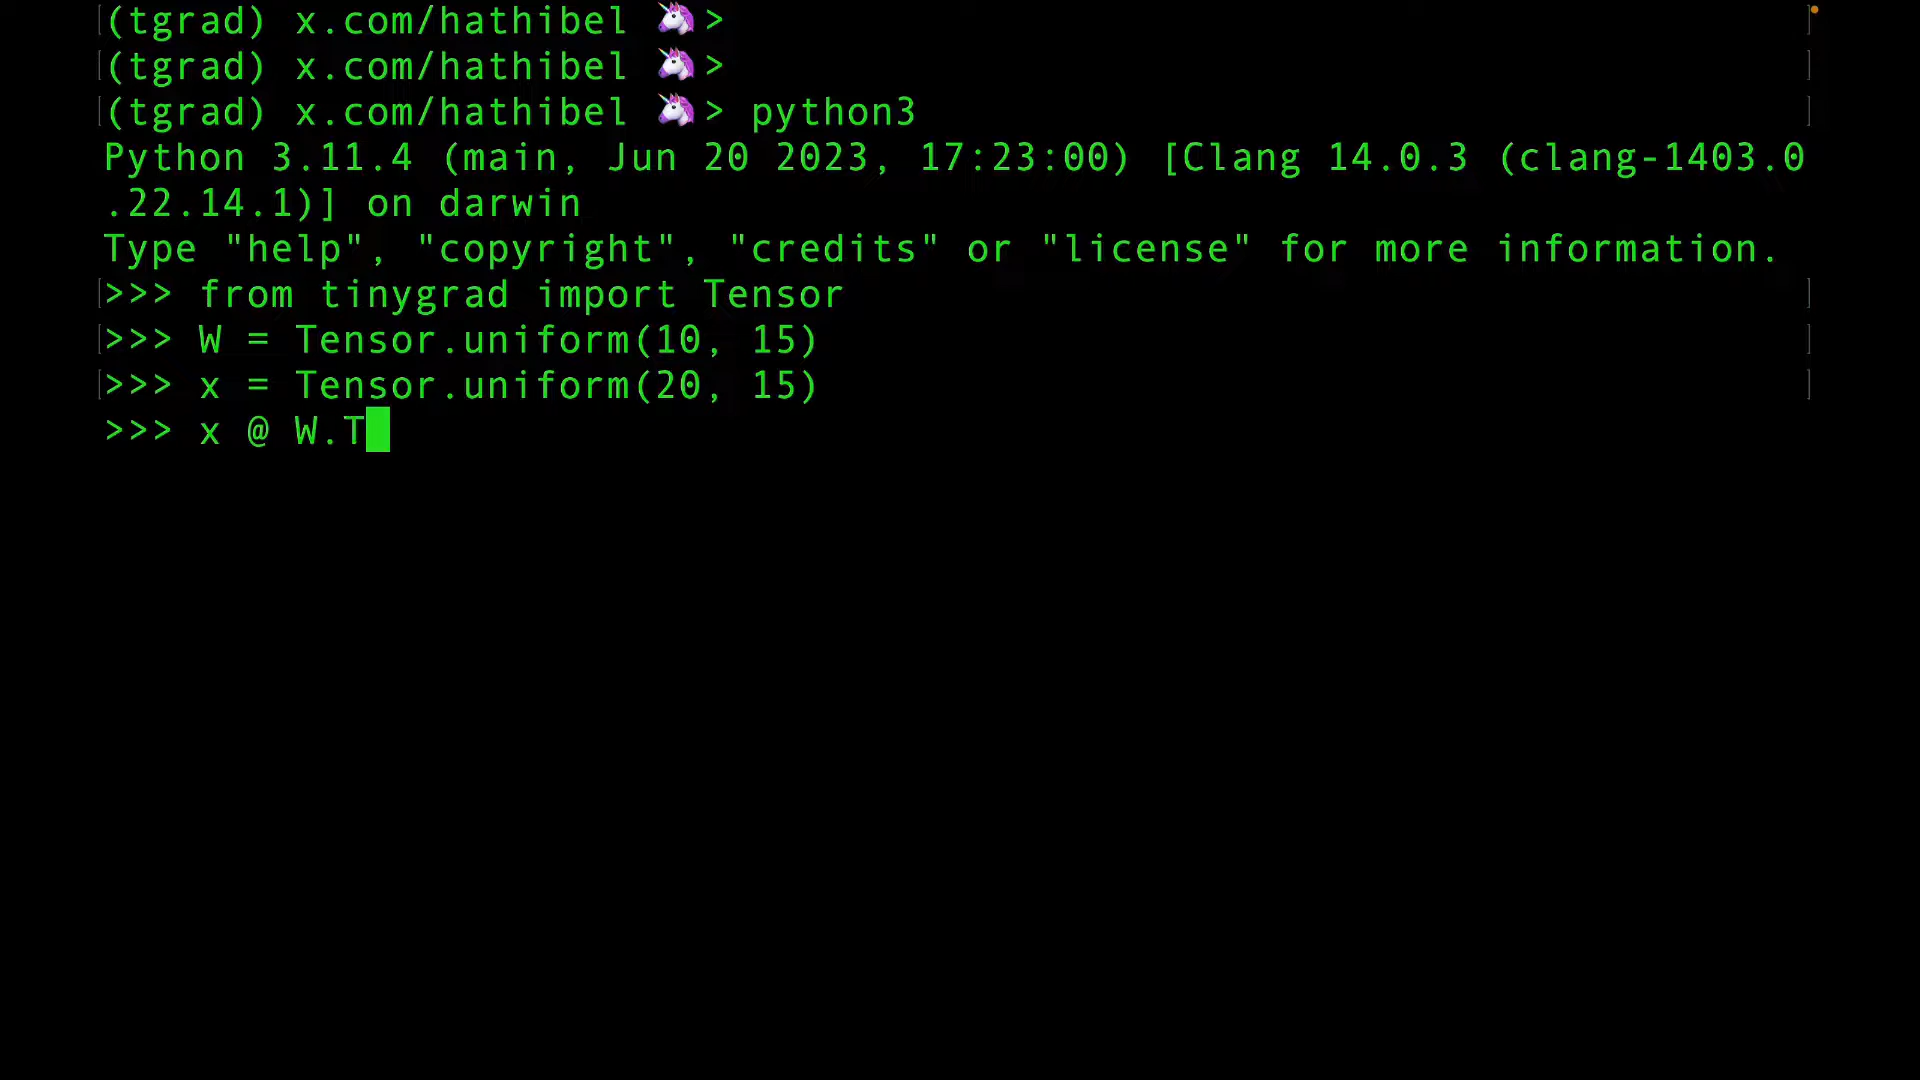 (tgrad) x.com/hathibel 🦄>
(tgrad) x.com/hathibel 🦄>
(tgrad) x.com/hathibel 🦄> python3
Python 3.11.4 (main, Jun 20 2023, 17:23:00) [Clang 14.0.3 (clang-1403.0
.22.14.1)] on darwin
Type "help", "copyright", "credits" or "license" for more information.
>>> from tinygrad import Tensor
>>> W = Tensor.uniform(10, 15)
>>> x = Tensor.uniform(20, 15)
>>> x @ W.T